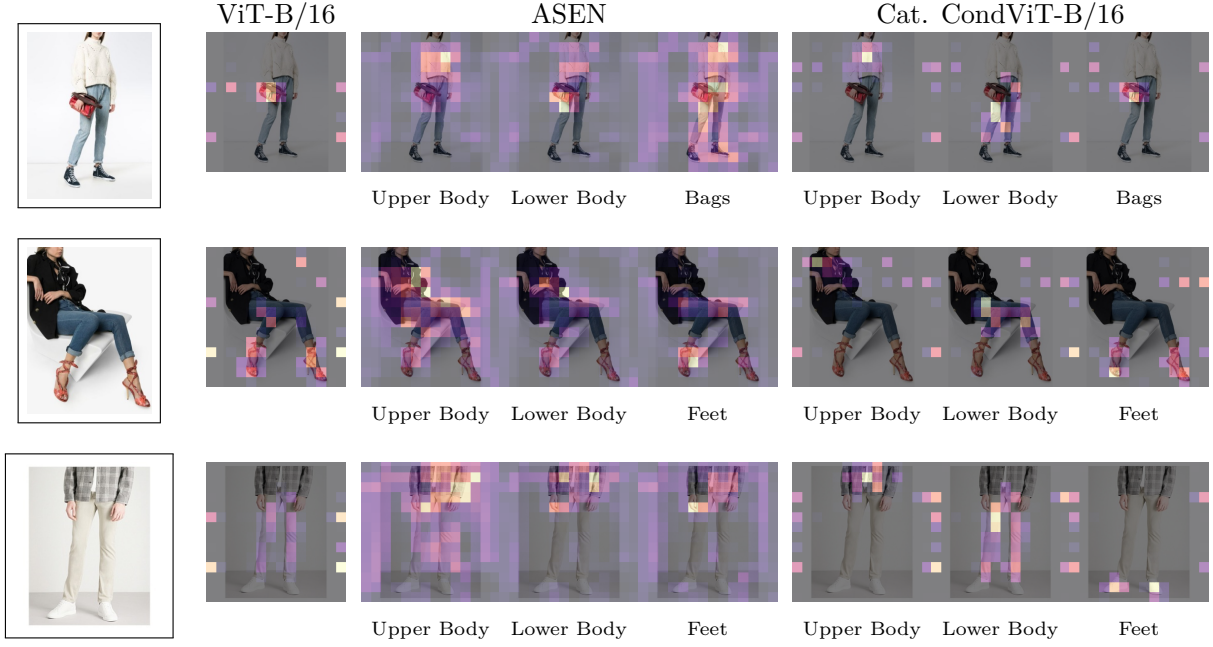 ViT-B/16 ASEN Cat. CondViT-B/16
Upper Body Lower Body Bags Upper Body Lower Body Bags
Upper Body Lower Body Feet Upper Body Lower Body Feet
Upper Body Lower Body Feet Upper Body Lower Body Feet